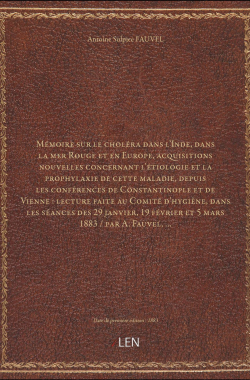 Antoine Sulpice FAUVEL
Mémoire sur le choléra dans l'Inde, dans
la mer Rouge et en Europe, acquisitions
nouvelles concernant l'étiologie et la
prophylaxie de cette maladie, depuis
les conférences de Constantinople et de
Vienne : lecture faite au Comité d'hygiène, dans
les séances des 29 janvier, 19 février et 5 mars
1883 / par A. Fauvel, ...
Date de première édition : 1883
LEN